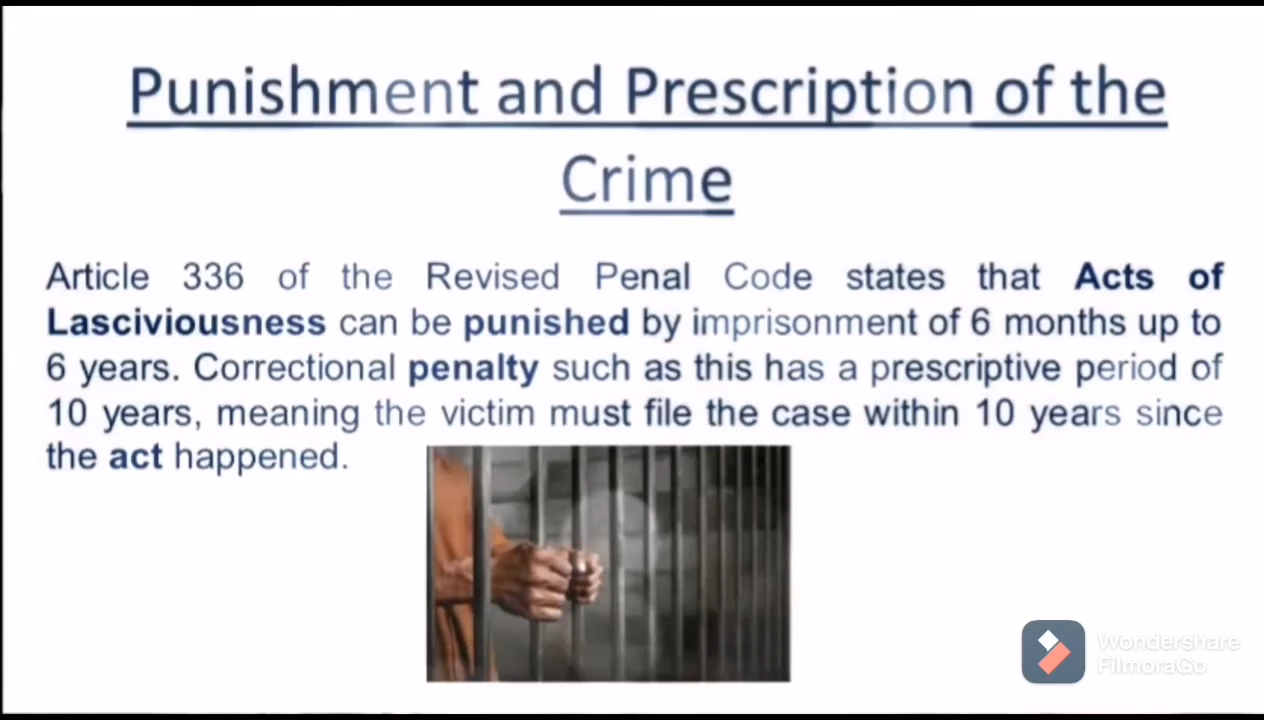 Punishment and Prescription of the
Crime
Article 336 of the Revised Penal Code states that Acts of
Lasciviousness can be punished by imprisonment of 6 months up to
6 years. Correctional penalty such as this has a prescriptive period of
10 years, meaning the victim must file the case within 10 years since
the act happened.
Wondershare
FilmoraGo